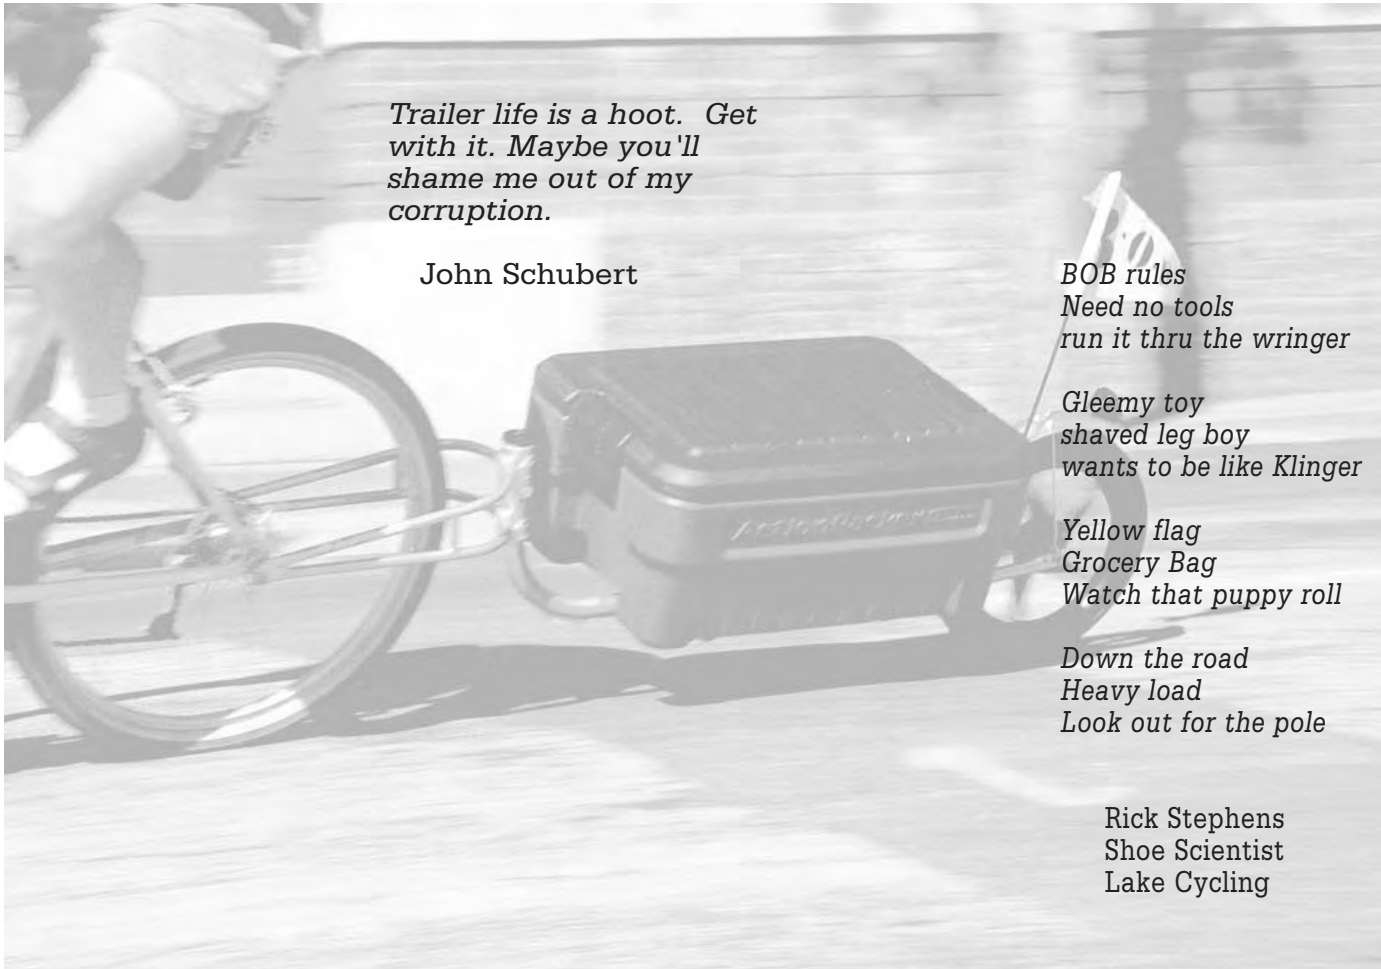 Trailer life is a hoot.  Get
with it. Maybe you'll
shame me out of my
corruption.
John Schubert
BOB rules
Need no tools
run it thru the wringer
Gleemy toy
shaved leg boy
wants to be like Klinger
Yellow flag
Grocery Bag
Watch that puppy roll
Down the road
Heavy load
Look out for the pole
Rick Stephens
Shoe Scientist
Lake Cycling